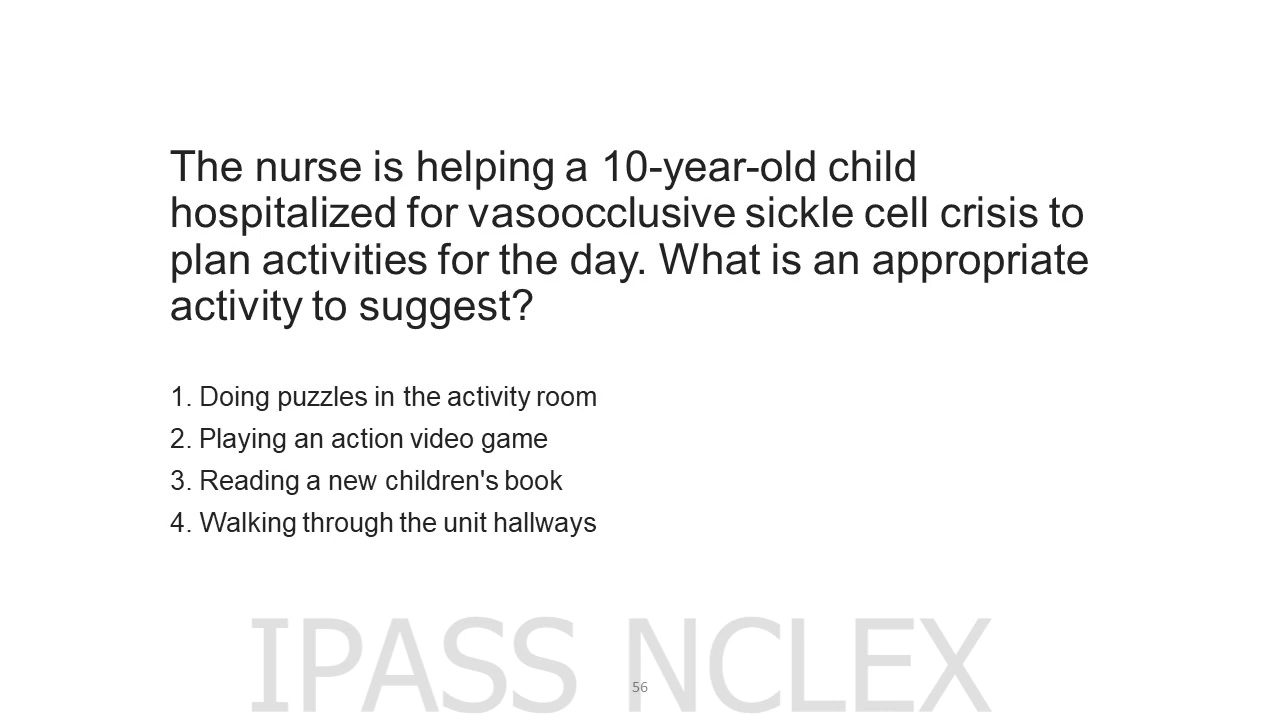 The nurse is helping a 10-year-old child
hospitalized for vasoocclusive sickle cell crisis to
plan activities for the day. What is an appropriate
activity to suggest?
1. Doing puzzles in the activity room
2. Playing an action video game
3. Reading a new children's book
4. Walking through the unit hallways
IPASS NCLEX
56